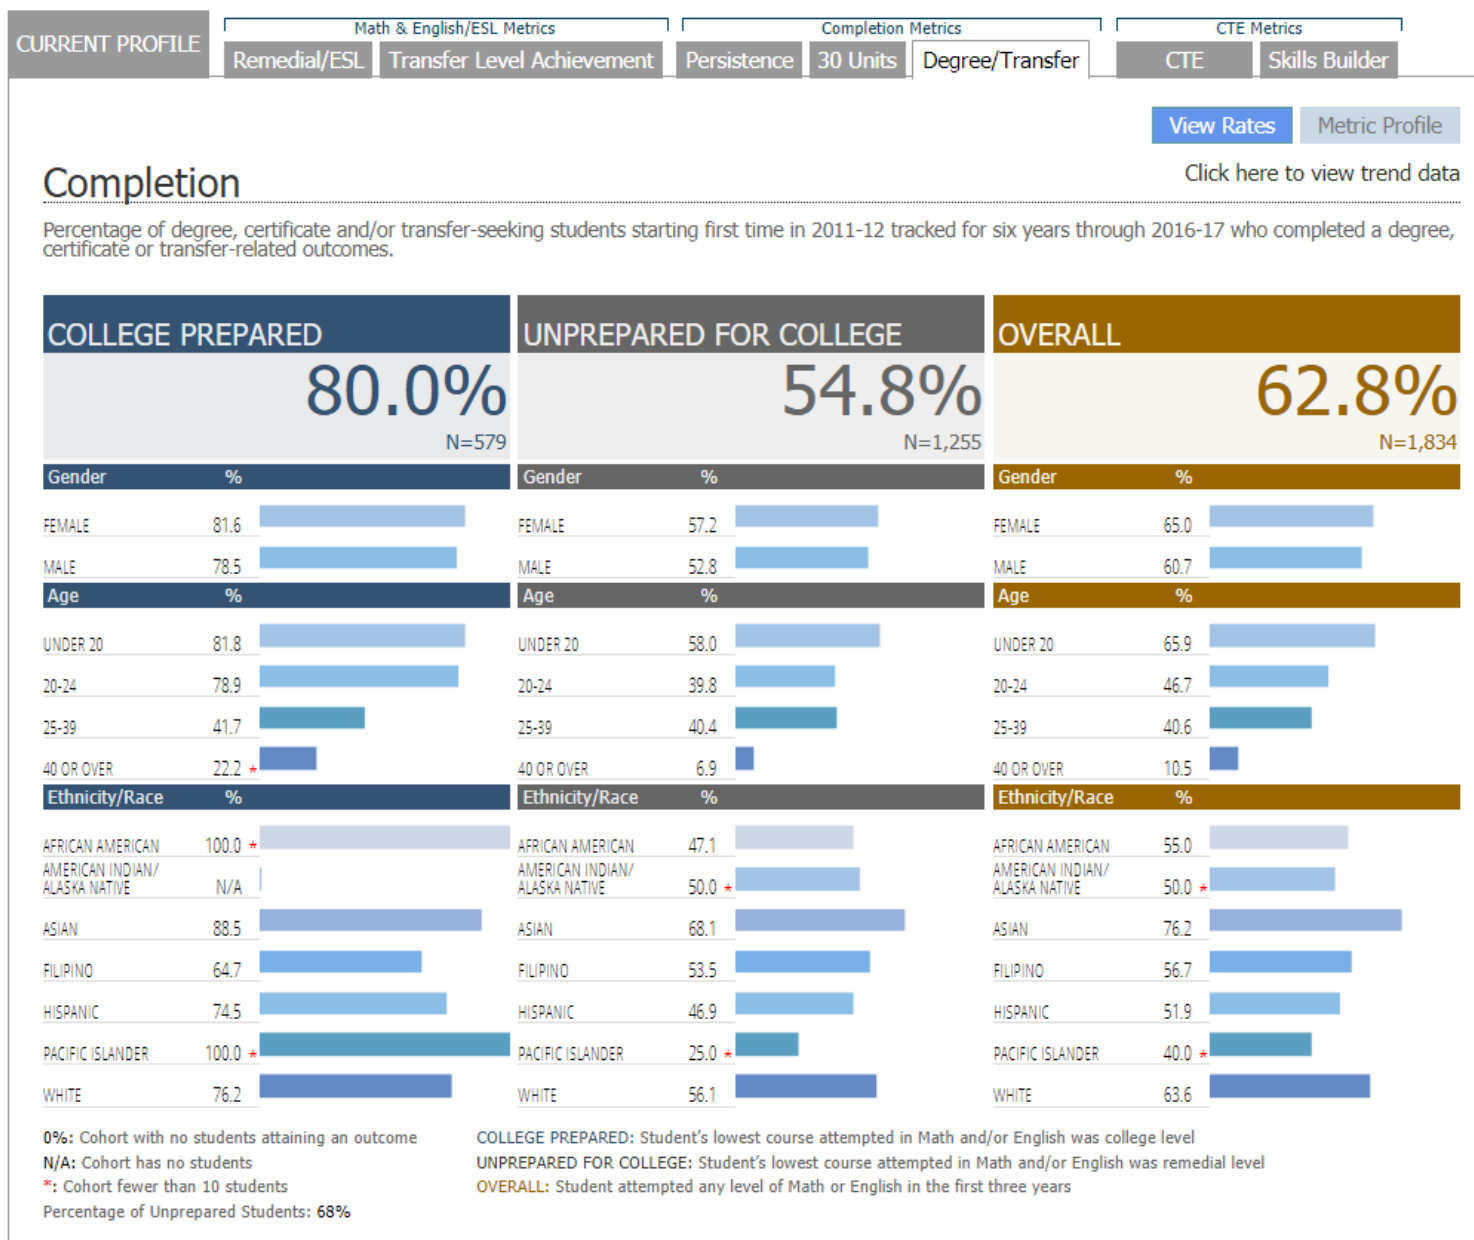 CURRENT PROFILE
Math & English/ESL Metrics
Completion Metrics
CTE Metrics
Remedial/ESL
Transfer Level Achievement
Persistence
30 Units
Degree/Transfer
CTE
Skills Builder
View Rates
Metric Profile
Completion
Click here to view trend data
Percentage of degree, certificate and/or transfer-seeking students starting first time in 2011-12 tracked for six years through 2016-17 who completed a degree,
certificate or transfer-related outcomes.
COLLEGE PREPARED
80.0%
N=579
Gender %
FEMALE 81.6
MALE 78.5
Age %
UNDER 20 81.8
20-24 78.9
25-39 41.7
40 OR OVER 22.2 *
Ethnicity/Race %
AFRICAN AMERICAN 100.0 *
AMERICAN INDIAN/
ALASKA NATIVE N/A
ASIAN 88.5
FILIPINO 64.7
HISPANIC 74.5
PACIFIC ISLANDER 100.0 *
WHITE 76.2
UNPREPARED FOR COLLEGE
54.8%
N=1,255
Gender %
FEMALE 57.2
MALE 52.8
Age %
UNDER 20 58.0
20-24 39.8
25-39 40.4
40 OR OVER 6.9
Ethnicity/Race %
AFRICAN AMERICAN 47.1
AMERICAN INDIAN/
ALASKA NATIVE 50.0 *
ASIAN 68.1
FILIPINO 53.5
HISPANIC 46.9
PACIFIC ISLANDER 25.0 *
WHITE 56.1
OVERALL
62.8%
N=1,834
Gender %
FEMALE 65.0
MALE 60.7
Age %
UNDER 20 65.9
20-24 46.7
25-39 40.6
40 OR OVER 10.5
Ethnicity/Race %
AFRICAN AMERICAN 55.0
AMERICAN INDIAN/
ALASKA NATIVE 50.0 *
ASIAN 76.2
FILIPINO 56.7
HISPANIC 51.9
PACIFIC ISLANDER 40.0 *
WHITE 63.6
0%: Cohort with no students attaining an outcome
N/A: Cohort has no students
*: Cohort fewer than 10 students
Percentage of Unprepared Students: 68%
COLLEGE PREPARED: Student's lowest course attempted in Math and/or English was college level
UNPREPARED FOR COLLEGE: Student's lowest course attempted in Math and/or English was remedial level
OVERALL: Student attempted any level of Math or English in the first three years